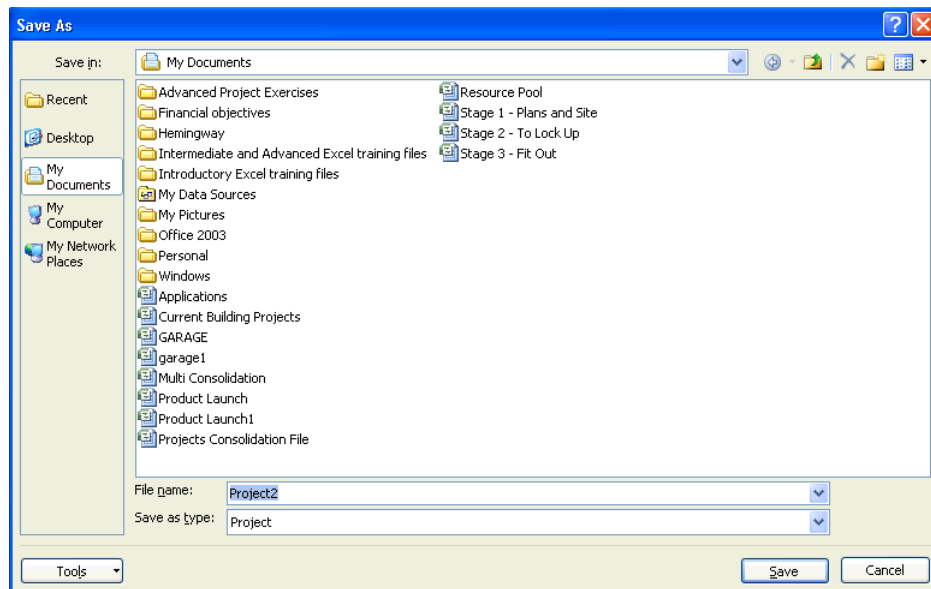 Save As
Save in:
My Documents
Recent
Desktop
My
Documents
My
Computer
My Network
Places
Advanced Project Exercises
Financial objectives
Hemingway
Intermediate and Advanced Excel training files
Introductory Excel training files
My Data Sources
My Pictures
Office 2003
Personal
Windows
Applications
Current Building Projects
GARAGE
garage1
Multi Consolidation
Product Launch
Product Launch1
Projects Consolidation File
Resource Pool
Stage 1 - Plans and Site
Stage 2 - To Lock Up
Stage 3 - Fit Out
File name:
Project2
Save as type:
Project
Tools
Save
Cancel